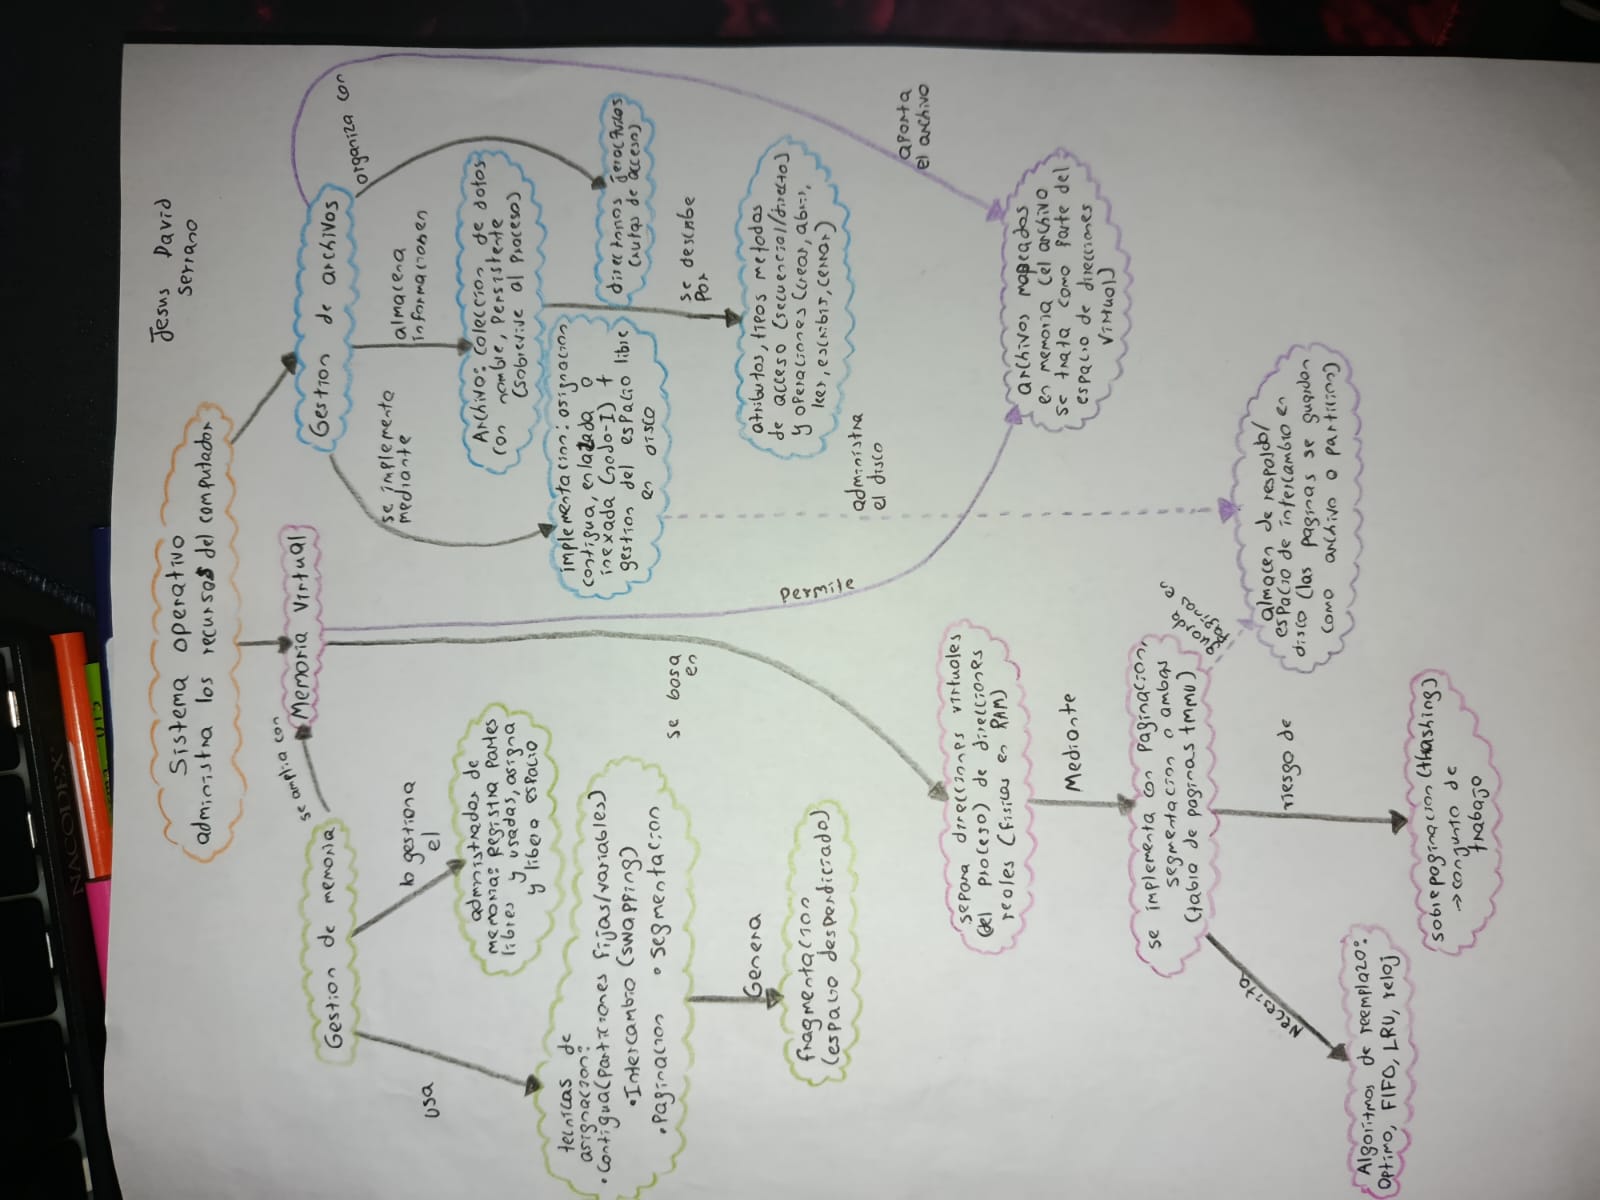 Jesus David
Serrano
Sistema operativo
administra los recursos del computador
se amplia con
Gestion de memoria
Memoria Virtual
Gestion de archivos
organiza con
usa
lo gestiona
el
se implementa
mediante
almacena
informacionen
administrados de
memoria: registra partes
libres y usadas, asigna
y libera espacio
Archivo: coleccion de datos
con nombre, Persistente
(sobrevive al proceso)
directorios jerarquicos
(rutas de acceso)
tecnicas de
asignacion:
• Contigua (particiones fijas/variables)
• Intercambio (swapping)
• Paginacion • segmentacion
implementacion: asignacion
contigua, enlazada o
inexada (nodo-I) +
gestion del espacio libre
en disco
se describe
por
se basa
en
Genera
atributos, tipos metodos
de acceso (secuencial/directo)
y operaciones (crear, abrir,
leer, escribir, cerrar)
fragmentacion
(espacio desperdiciado)
Permite
administra
el disco
aporta
el archivo
separa direcciones virtuales
(del proceso) de direcciones
reales (fisicas en RAM)
archivos mapeados
en memoria (el archivo
se trata como parte del
espacio de direcciones
virtual)
Mediante
se implementa con paginacion,
segmentacion o ambas
(tabla de paginas +MMU)
guarda en
paginas
almacen de respaldo/
espacio de intercambio en
disco (las paginas se guardan
como archivo o particion)
Necesita
riesgo de
Algoritmos de reemplazo:
optimo, FIFO, LRU, reloj
sobrepaginacion (thrashing)
→ conjunto de
trabajo
NACODEX